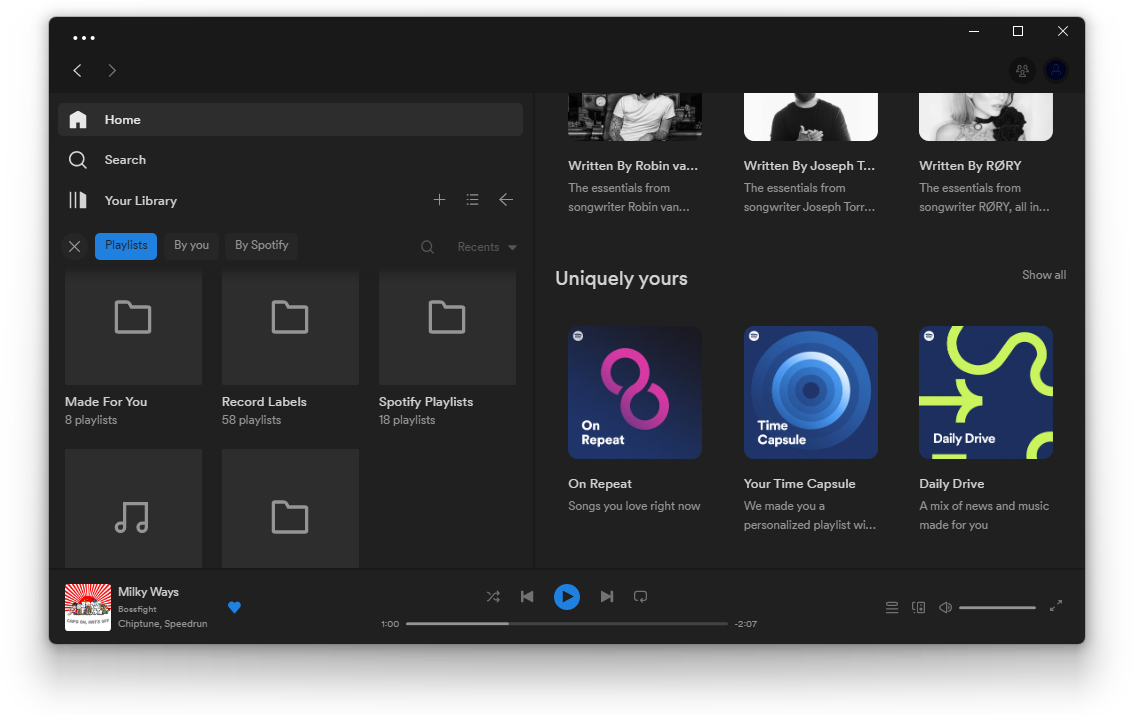 Home
Search
Your Library
Playlists
By you
By Spotify
Recents
Made For You
8 playlists
Record Labels
58 playlists
Spotify Playlists
18 playlists
Written By Robin va...
The essentials from
songwriter Robin van...
Written By Joseph T...
The essentials from
songwriter Joseph Torr...
Written By RØRY
The essentials from
songwriter RØRY, all in...
Uniquely yours
Show all
On
Repeat
On Repeat
Songs you love right now
Time
Capsule
Your Time Capsule
We made you a
personalized playlist wi...
Daily Drive
Daily Drive
A mix of news and music
made for you
Milky Ways
Bossfight
Chiptune, Speedrun
1:00
-2:07